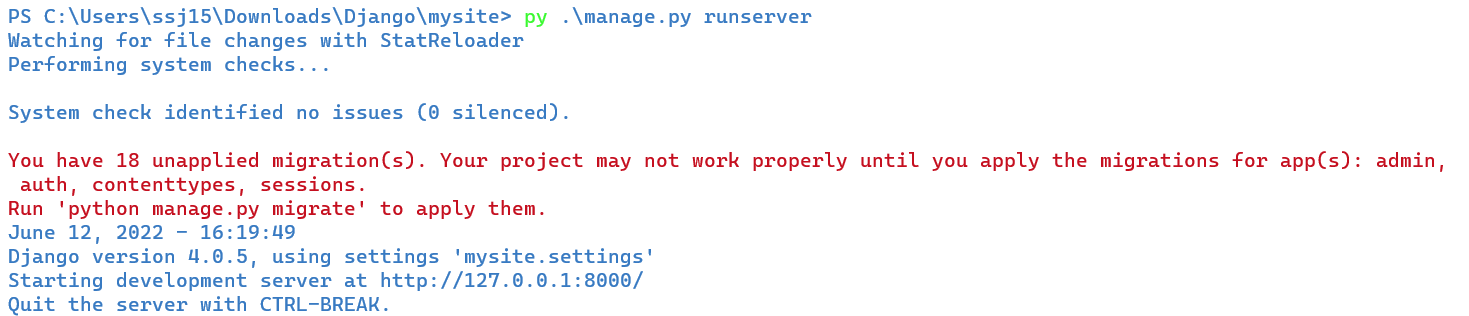 PS C:\Users\ssj15\Downloads\Django\mysite> py .\manage.py runserver
Watching for file changes with StatReloader
Performing system checks...
System check identified no issues (0 silenced).
You have 18 unapplied migration(s). Your project may not work properly until you apply the migrations for app(s): admin,
auth, contenttypes, sessions.
Run 'python manage.py migrate' to apply them.
June 12, 2022 - 16:19:49
Django version 4.0.5, using settings 'mysite.settings'
Starting development server at http://127.0.0.1:8000/
Quit the server with CTRL-BREAK.